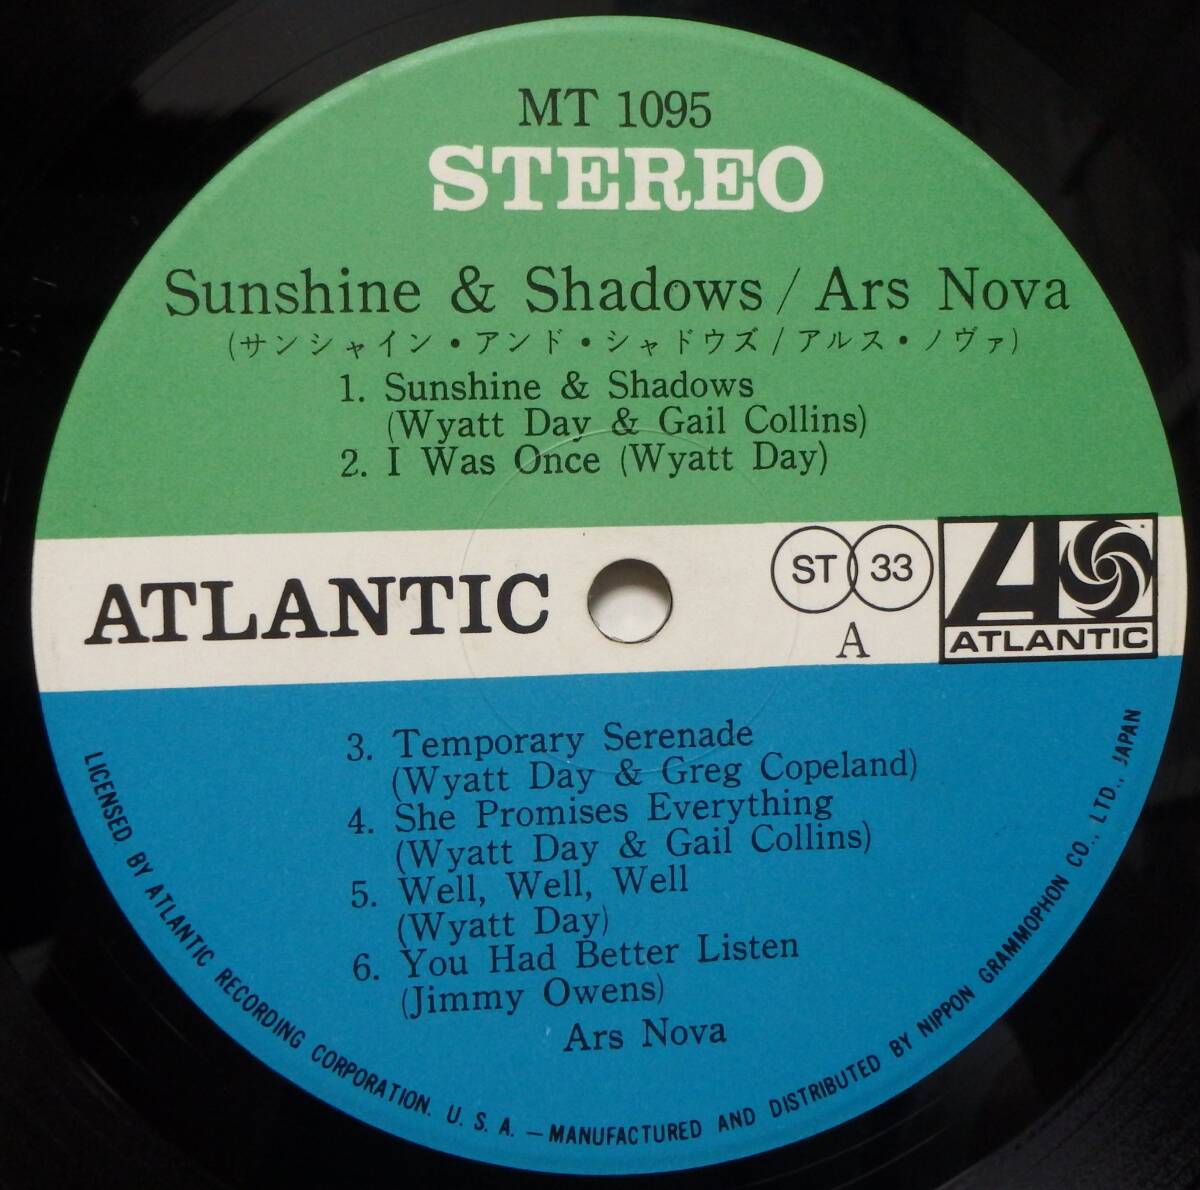 MT 1095
STEREO
Sunshine & Shadows / Ars Nova
(サンシャイン・アンド・シャドウズ / アルス・ノヴァ)
1. Sunshine & Shadows
(Wyatt Day & Gail Collins)
2. I Was Once (Wyatt Day)
ATLANTIC
ST 33
A
ATLANTIC
3. Temporary Serenade
(Wyatt Day & Greg Copeland)
4. She Promises Everything
(Wyatt Day & Gail Collins)
5. Well, Well, Well
(Wyatt Day)
6. You Had Better Listen
(Jimmy Owens)
Ars Nova
LICENSED BY ATLANTIC RECORDING CORPORATION. U. S. A. — MANUFACTURED AND DISTRIBUTED BY NIPPON GRAMMOPHON CO., LTD., JAPAN